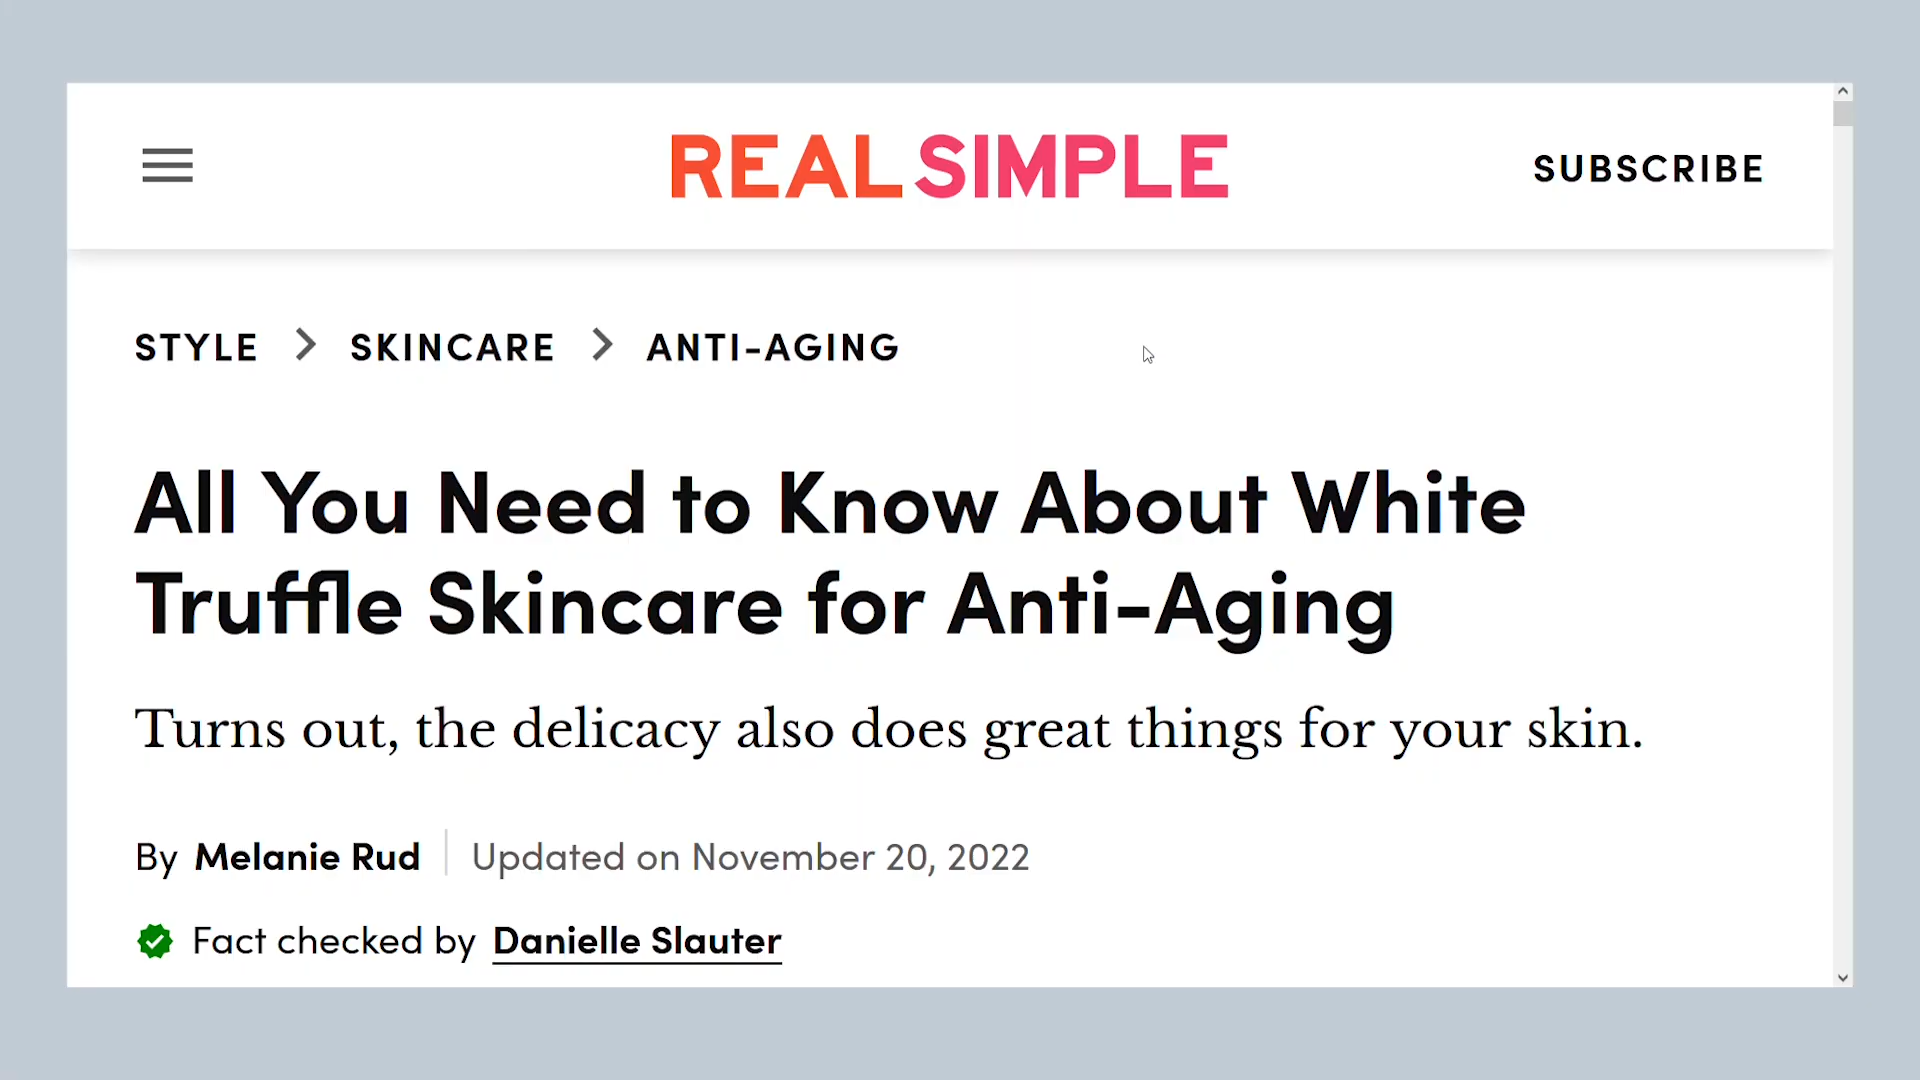 REAL SIMPLE
SUBSCRIBE
STYLE > SKINCARE > ANTI-AGING
All You Need to Know About White
Truffle Skincare for Anti-Aging
Turns out, the delicacy also does great things for your skin.
By Melanie Rud | Updated on November 20, 2022
Fact checked by Danielle Slauter